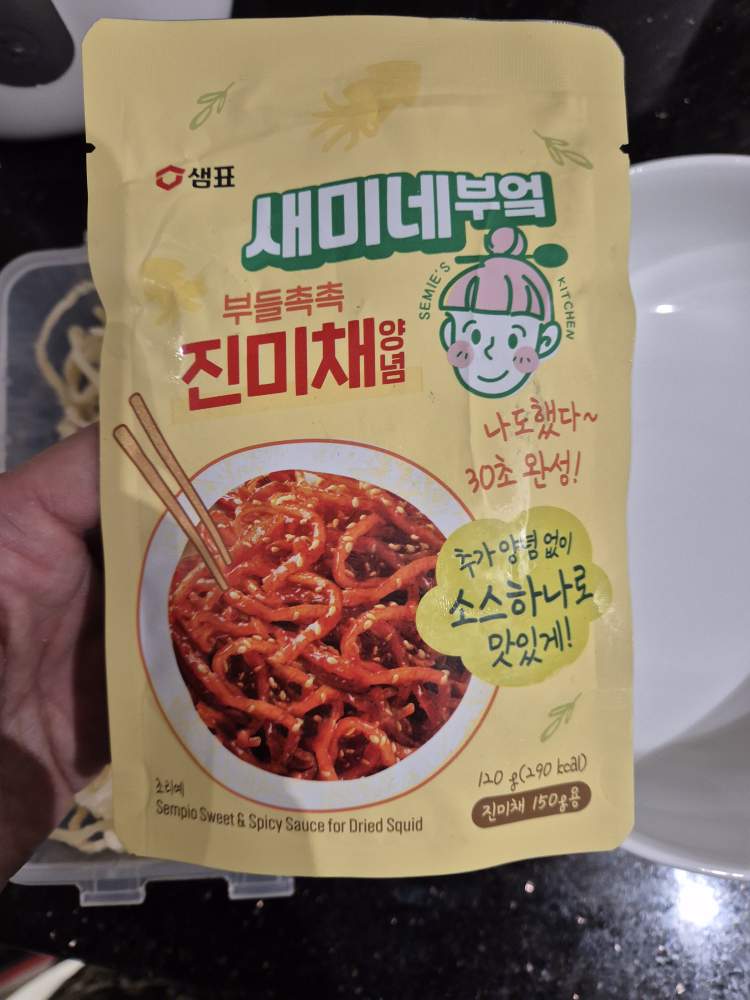 샘표
새미네부엌
SEMIE'S KITCHEN
부들촉촉
진미채양념
나도했다~
30초 완성!
추가 양념 없이
소스하나로
맛있게!
120 g (290 kcal)
진미채 150g용
조리예
Sempio Sweet & Spicy Sauce for Dried Squid